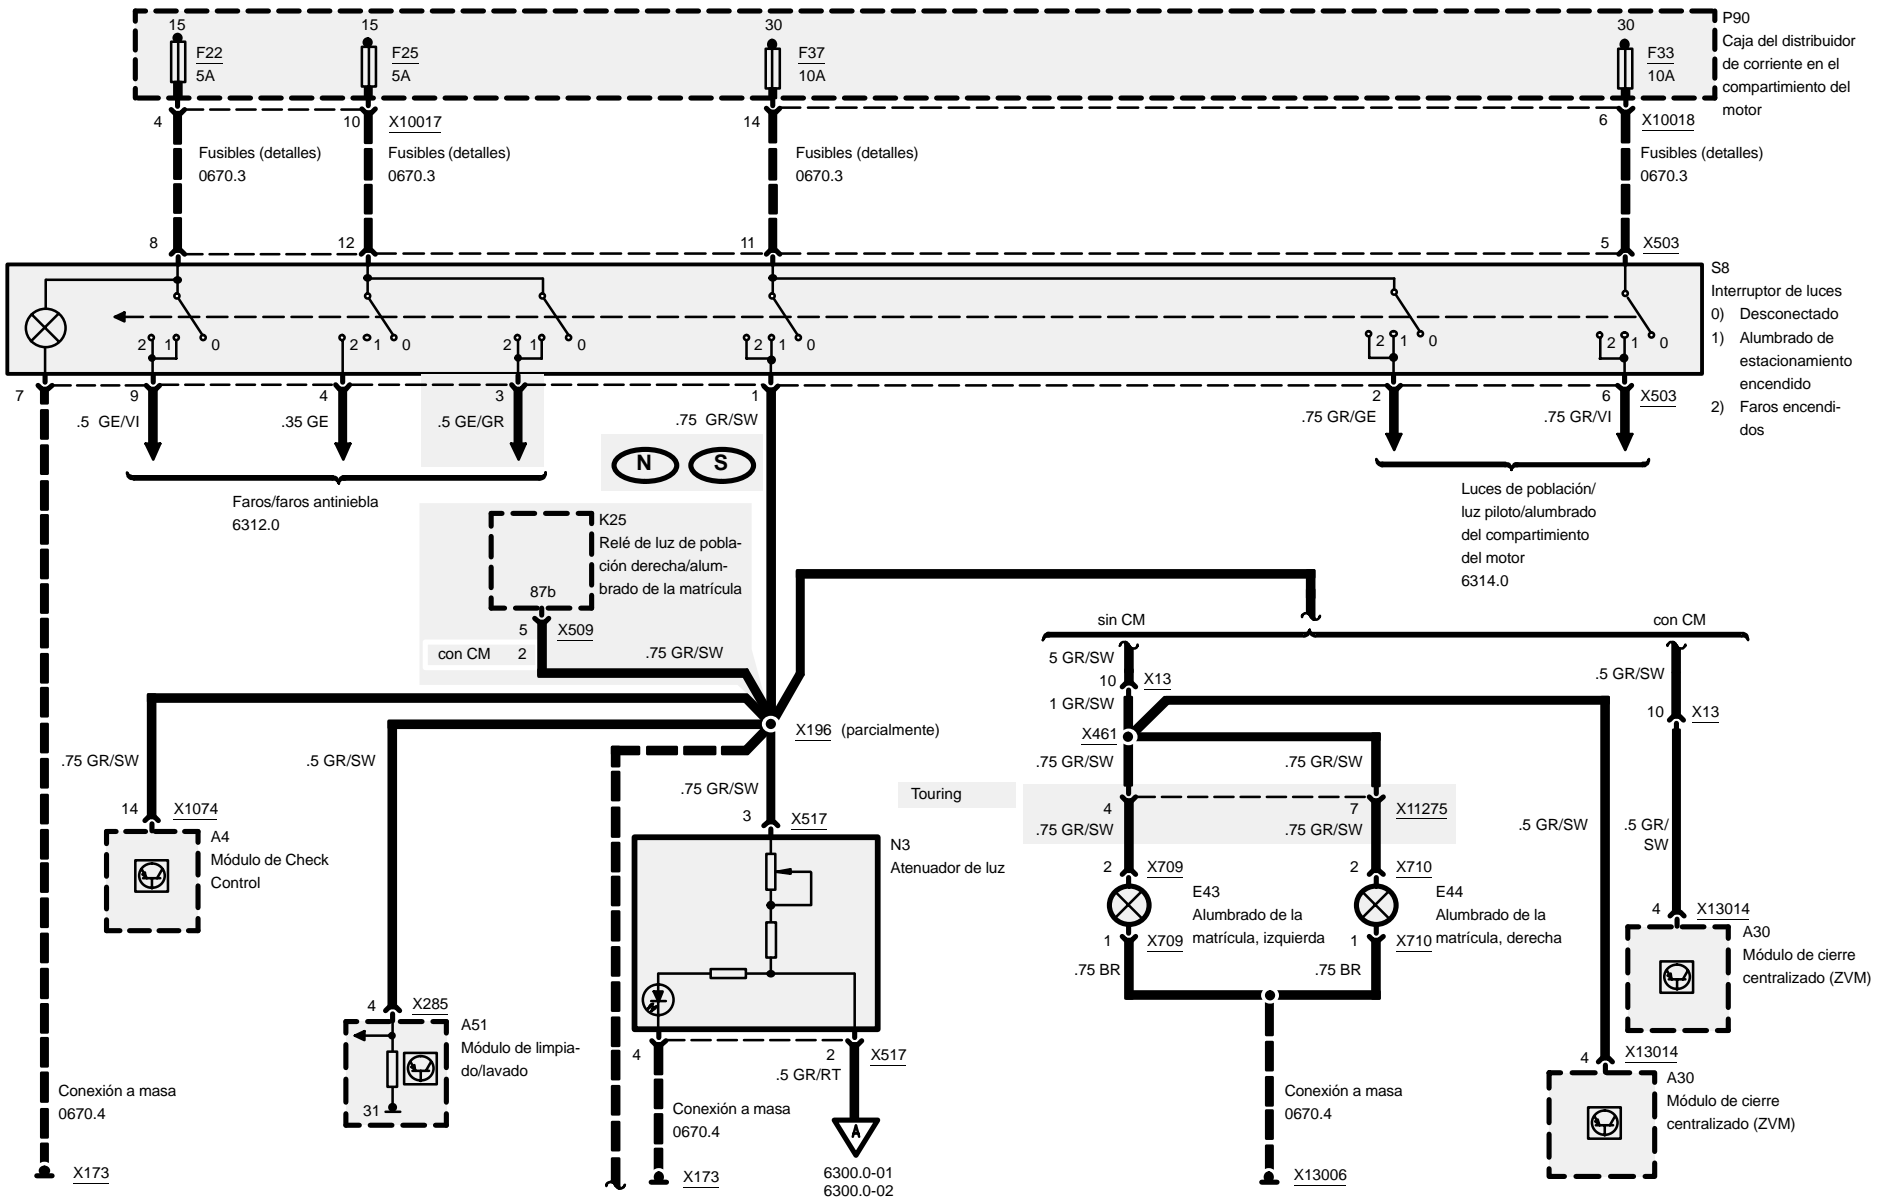 15
15
30
30
P90
Caja del distribuidor
de corriente en el
compartimiento del
motor
F22
5A
F25
5A
F37
10A
F33
10A
4
10
X10017
14
6
X10018
Fusibles (detalles)
0670.3
Fusibles (detalles)
0670.3
Fusibles (detalles)
0670.3
Fusibles (detalles)
0670.3
8
12
11
5
X503
S8
Interruptor de luces
0) Desconectado
1) Alumbrado de
estacionamiento
encendido
2) Faros encendi-
dos
2 1 0
2 1 0
2 1 0
2 1 0
2 1 0
2 1 0
7
9
4
3
1
2
6
X503
.5 GE/VI
.35 GE
.5 GE/GR
.75 GR/SW
.75 GR/GE
.75 GR/VI
N
S
Faros/faros antiniebla
6312.0
Luces de población/
luz piloto/alumbrado
del compartimiento
del motor
6314.0
K25
Relé de luz de pobla-
ción derecha/alum-
brado de la matrícula
87b
5
X509
con CM 2
.75 GR/SW
sin CM
con CM
5 GR/SW
10
X13
1 GR/SW
X461
.5 GR/SW
10
X13
X196 (parcialmente)
.75 GR/SW
.5 GR/SW
.75 GR/SW
.75 GR/SW
.75 GR/SW
Touring
4
7
X11275
.75 GR/SW
.75 GR/SW
.5 GR/SW
.5 GR/
SW
14
X1074
A4
Módulo de Check
Control
3
X517
N3
Atenuador de luz
2
X709
E43
Alumbrado de la
matrícula, izquierda
1
X709
.75 BR
2
X710
E44
Alumbrado de la
matrícula, derecha
1
X710
.75 BR
4
X13014
A30
Módulo de cierre
centralizado (ZVM)
4
X285
A51
Módulo de limpia-
do/lavado
31
4
2
X517
.5 GR/RT
4
X13014
A30
Módulo de cierre
centralizado (ZVM)
Conexión a masa
0670.4
Conexión a masa
0670.4
Conexión a masa
0670.4
A
X173
X173
6300.0-01
6300.0-02
X13006